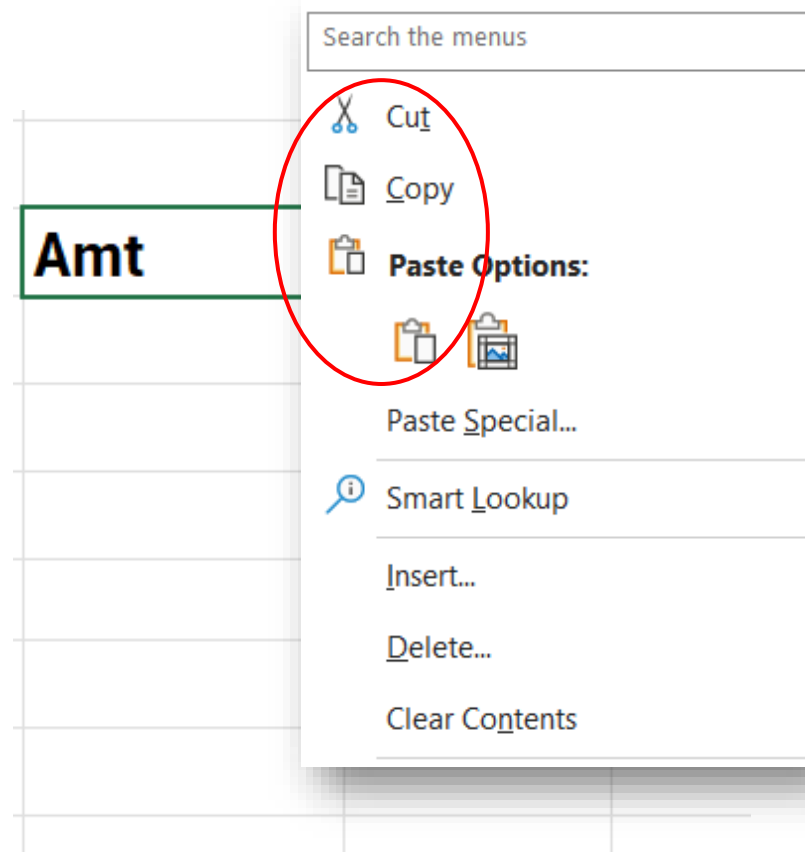 Search the menus
Cut
Copy
Amt
Paste Options:
Paste Special...
Smart Lookup
Insert...
Delete...
Clear Contents